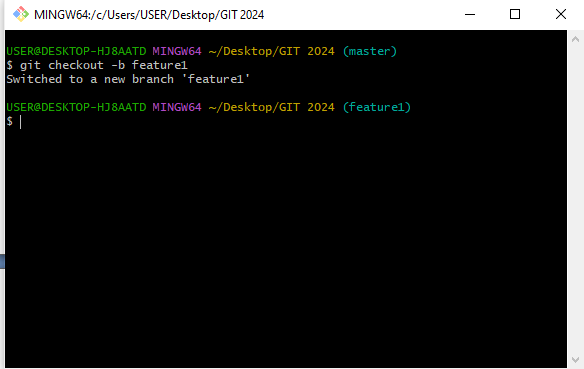 MINGW64:/c/Users/USER/Desktop/GIT 2024
USER@DESKTOP-HJ8AATD MINGW64 ~/Desktop/GIT 2024 (master)
$ git checkout -b feature1
Switched to a new branch 'feature1'
USER@DESKTOP-HJ8AATD MINGW64 ~/Desktop/GIT 2024 (feature1)
$